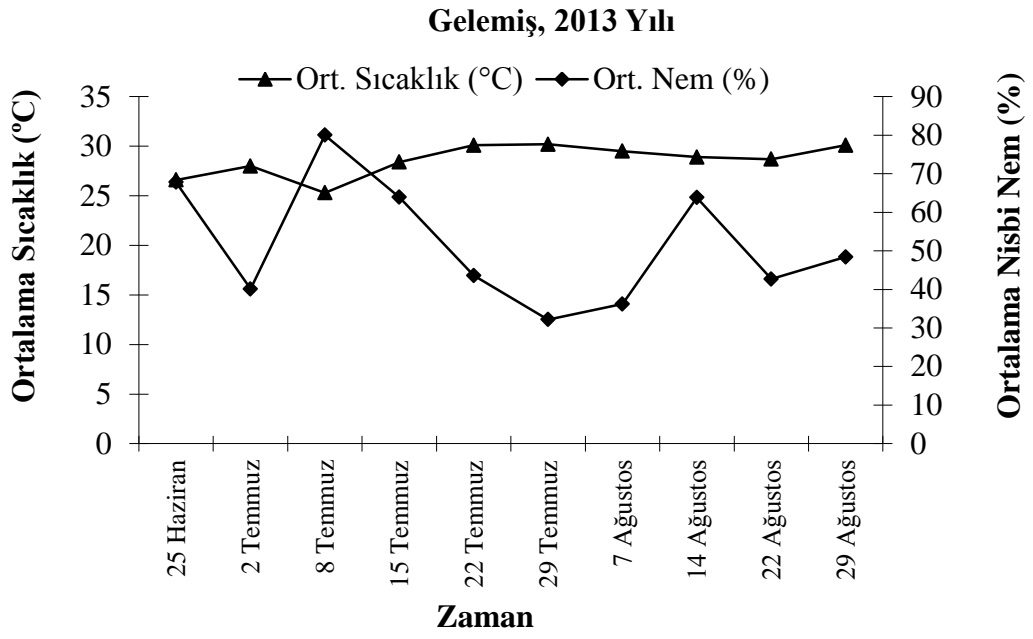 Gelemiş, 2013 Yılı
Ort. Sıcaklık (°C) Ort. Nem (%)
Ortalama Sıcaklık (ºC)
35
30
25
20
15
10
5
0
90
80
70
60
50
40
30
20
10
0
Ortalama Nisbi Nem (%)
25 Haziran
2 Temmuz
8 Temmuz
15 Temmuz
22 Temmuz
29 Temmuz
7 Ağustos
14 Ağustos
22 Ağustos
29 Ağustos
Zaman